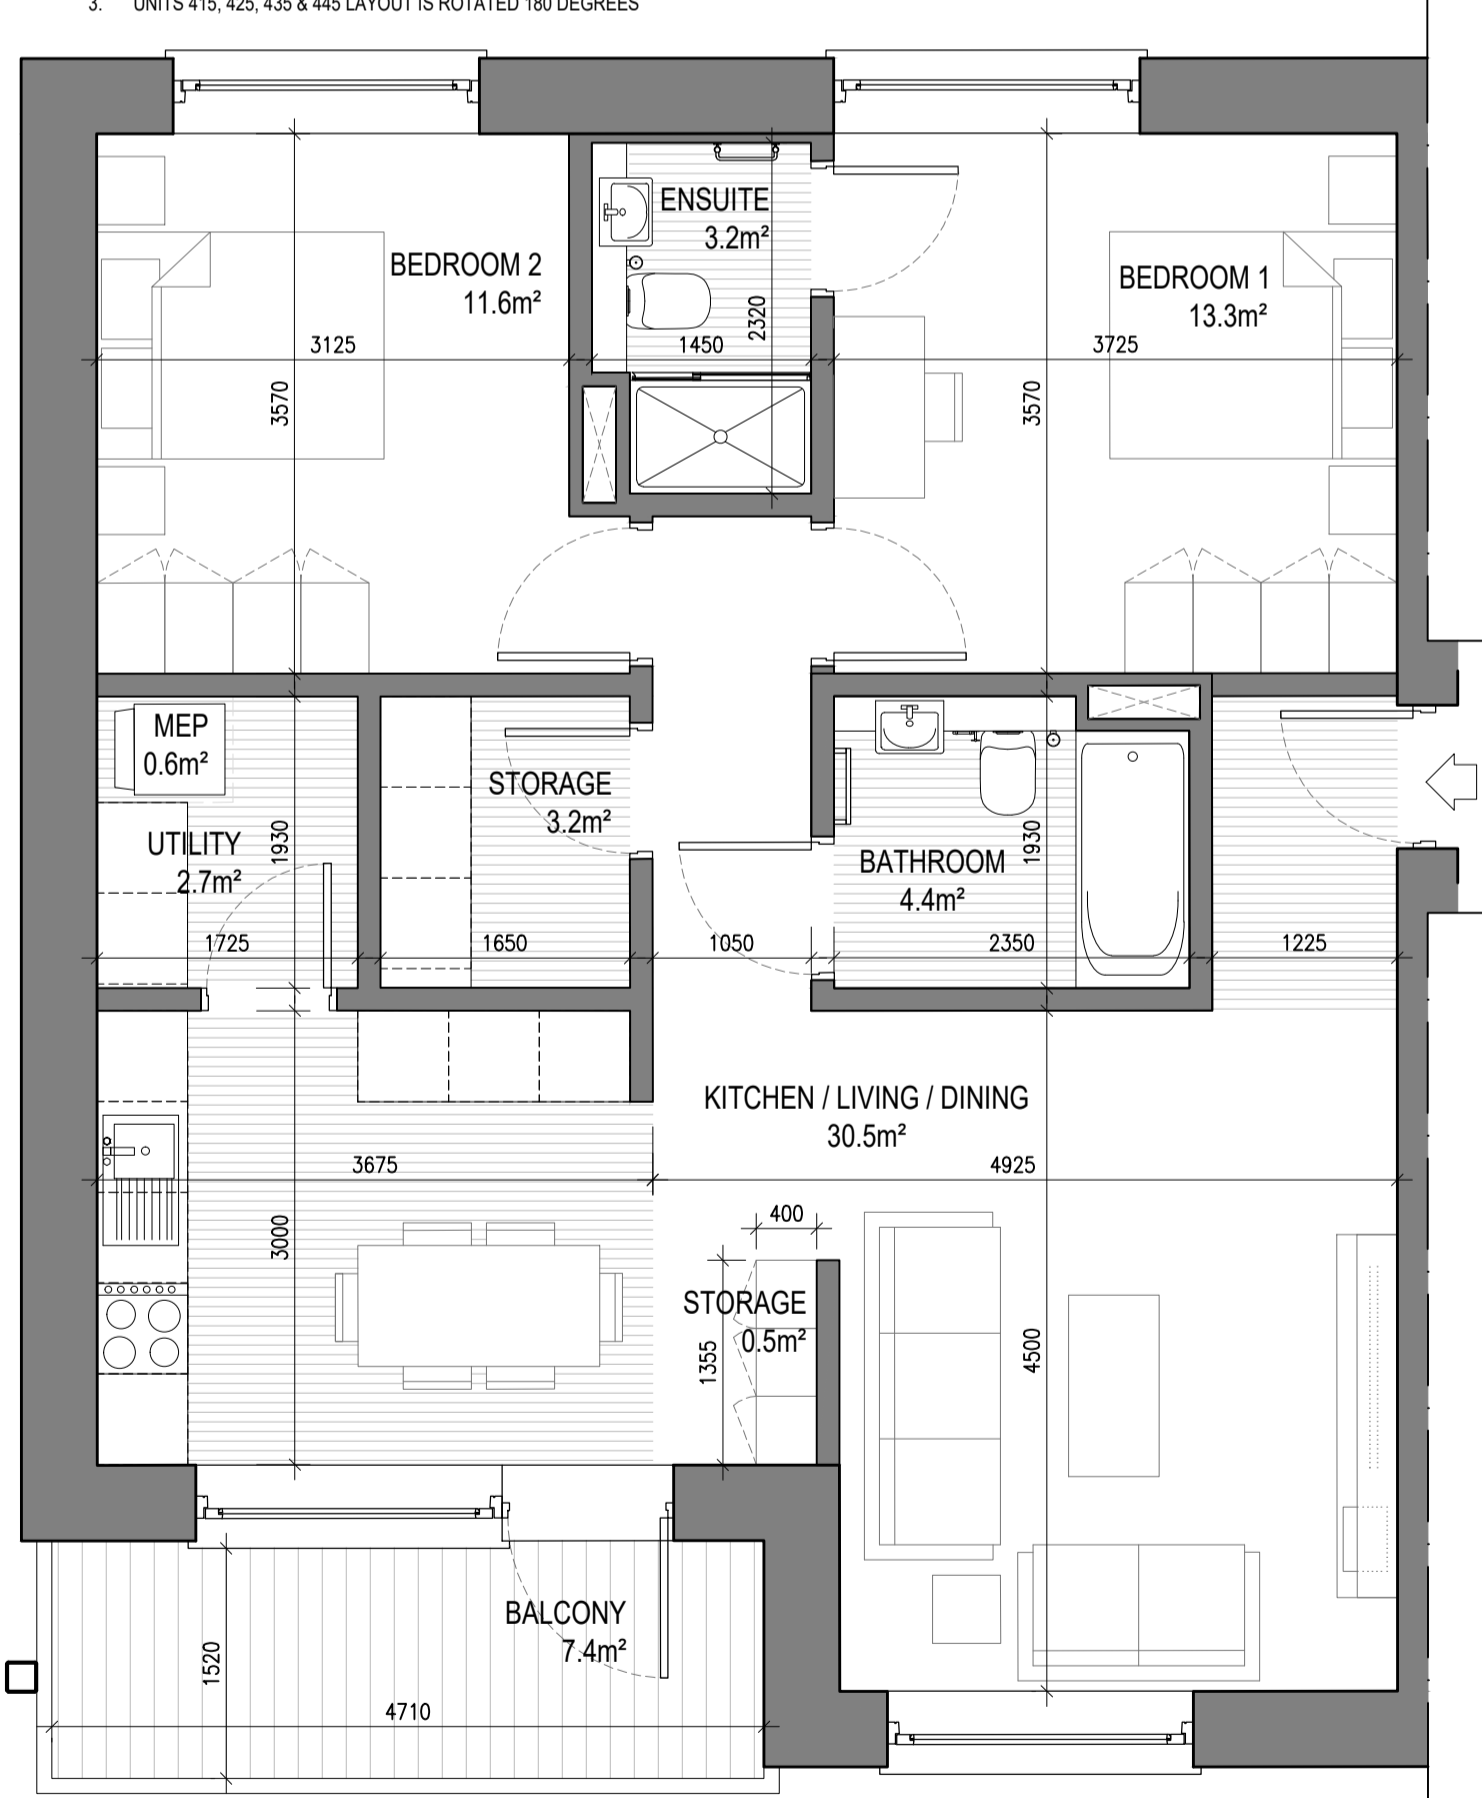 3. UNITS 415, 425, 435 & 445 LAYOUT IS ROTATED 180 DEGREES
ENSUITE
3.2m²
BEDROOM 2
11.6m²
BEDROOM 1
13.3m²
2320
3125
1450
3725
3570
3570
MEP
0.6m²
STORAGE
3.2m²
UTILITY
2.7m²
1930
BATHROOM
4.4m²
1930
1725
1650
1050
2350
1225
KITCHEN / LIVING / DINING
30.5m²
3675
4925
3000
400
STORAGE
0.5m²
1355
4500
BALCONY
7.4m²
1520
4710